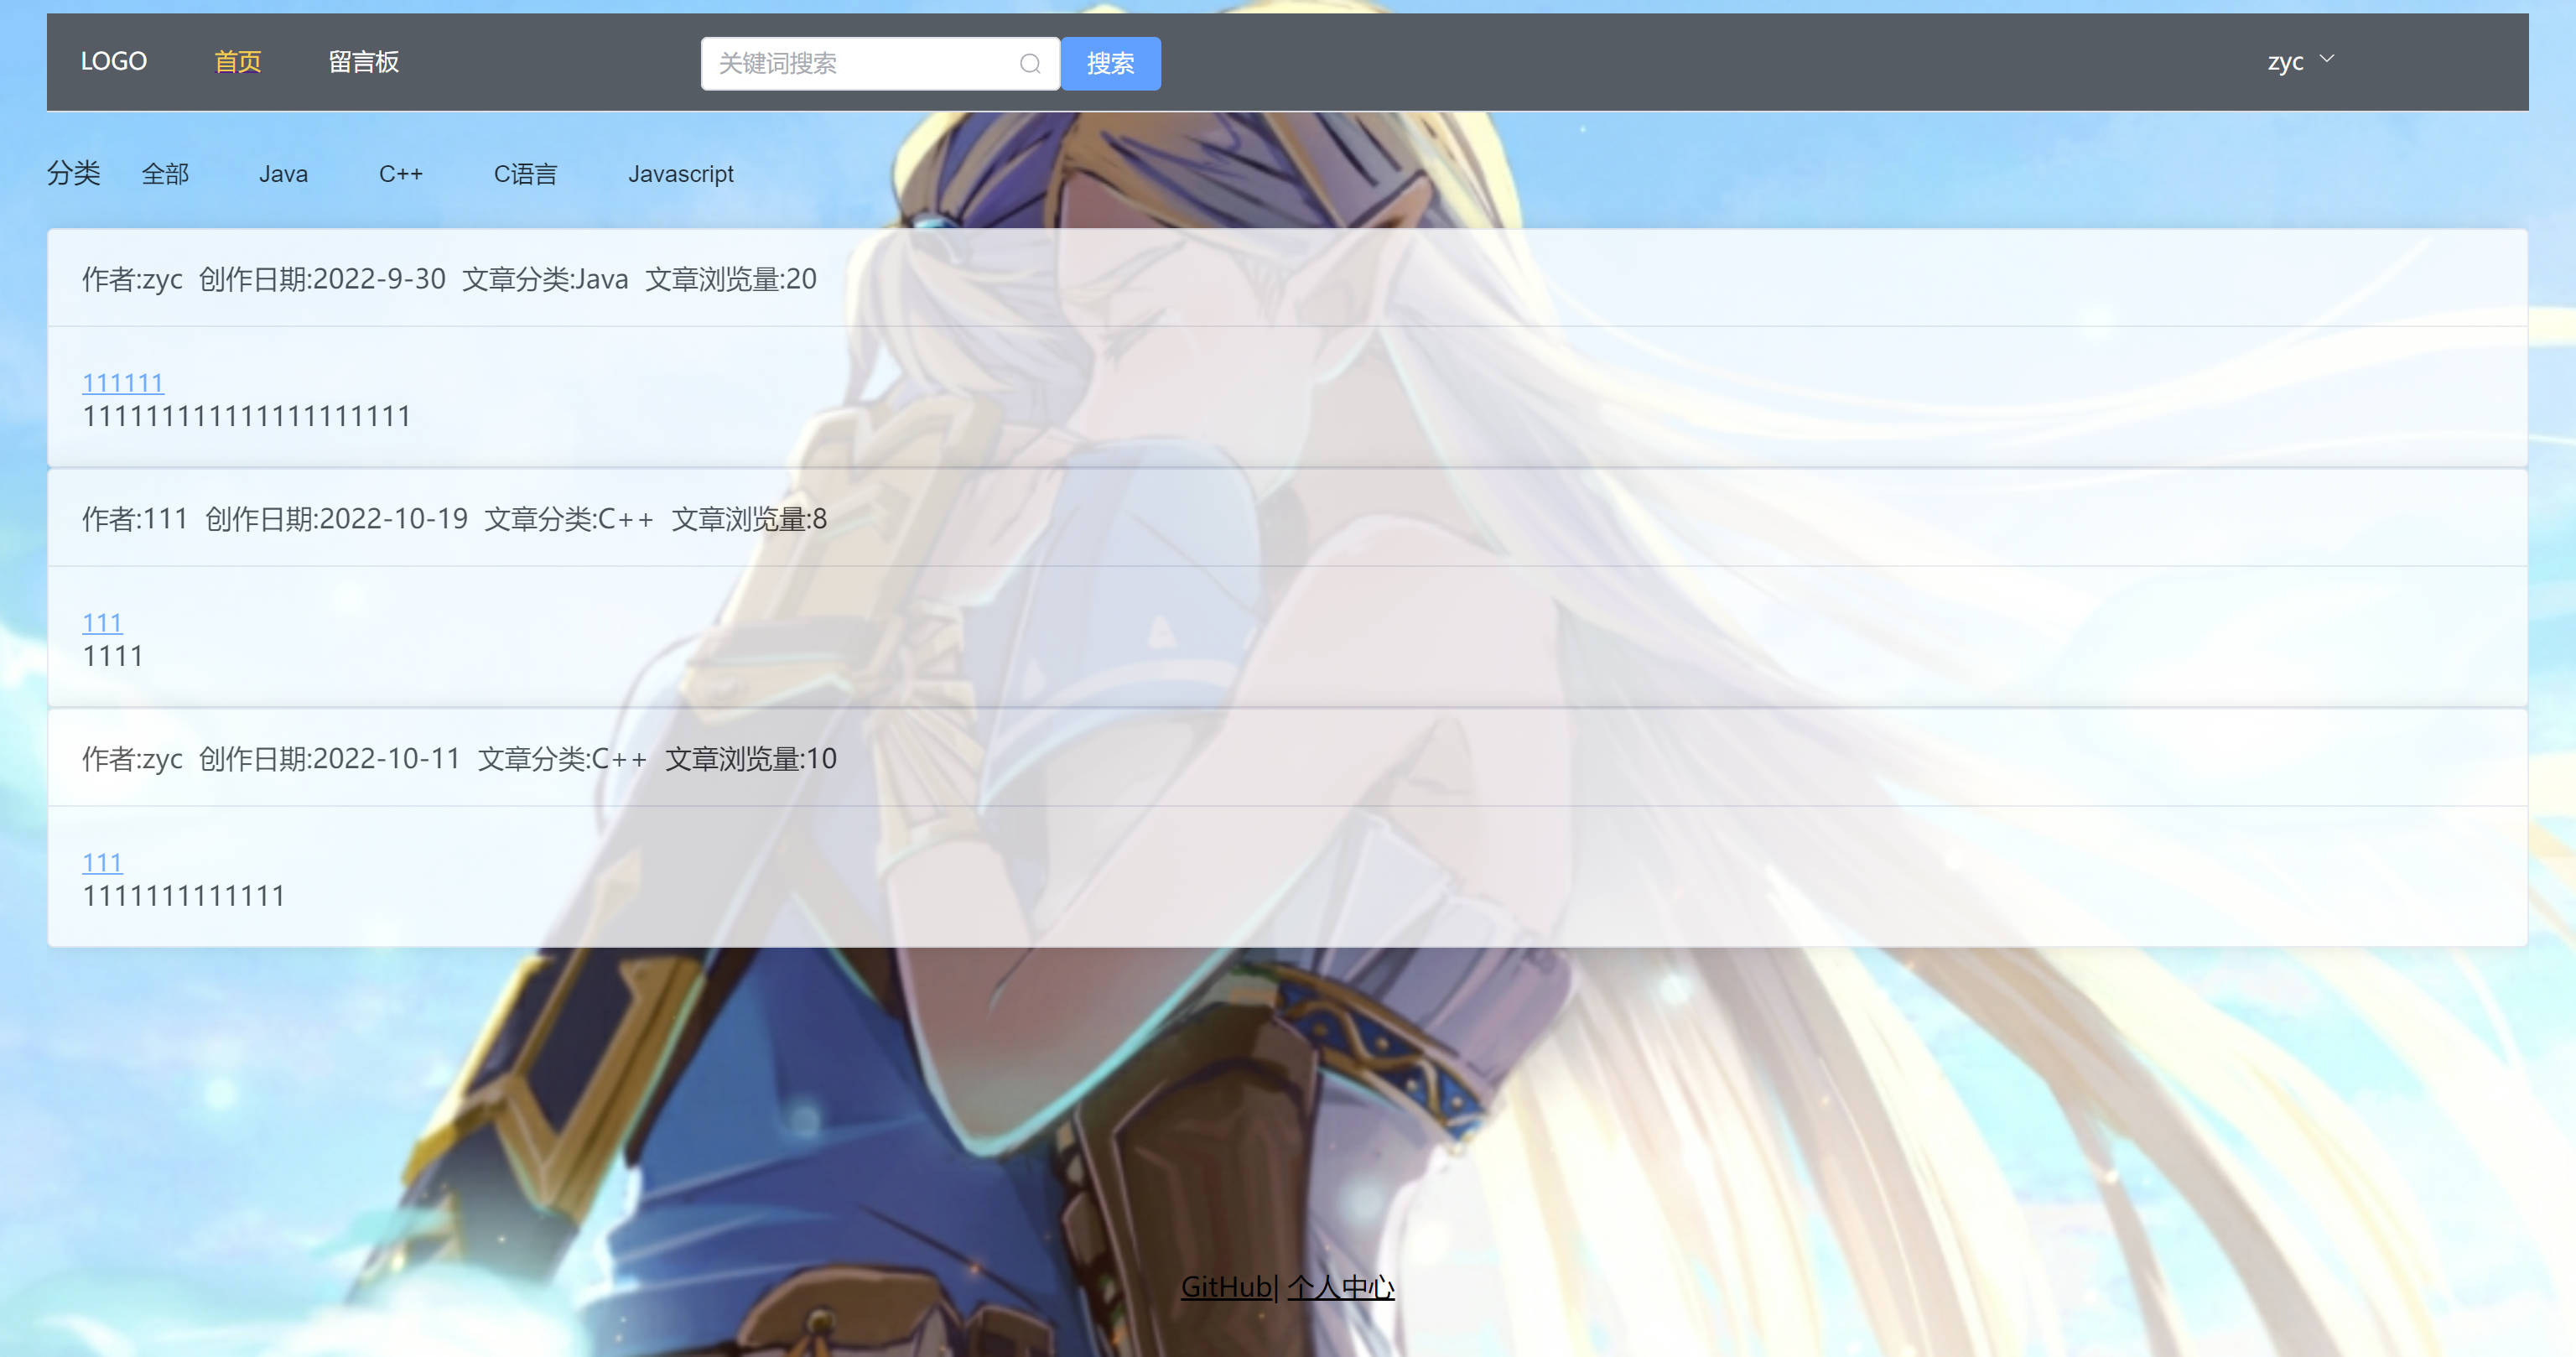 LOGO 首页 留言板 关键词搜索 搜索 zyc
分类 全部 Java C++ C语言 Javascript
作者:zyc 创作日期:2022-9-30 文章分类:Java 文章浏览量:20
111111
111111111111111111111
作者:111 创作日期:2022-10-19 文章分类:C++ 文章浏览量:8
111
1111
作者:zyc 创作日期:2022-10-11 文章分类:C++ 文章浏览量:10
111
1111111111111
GitHub| 个人中心